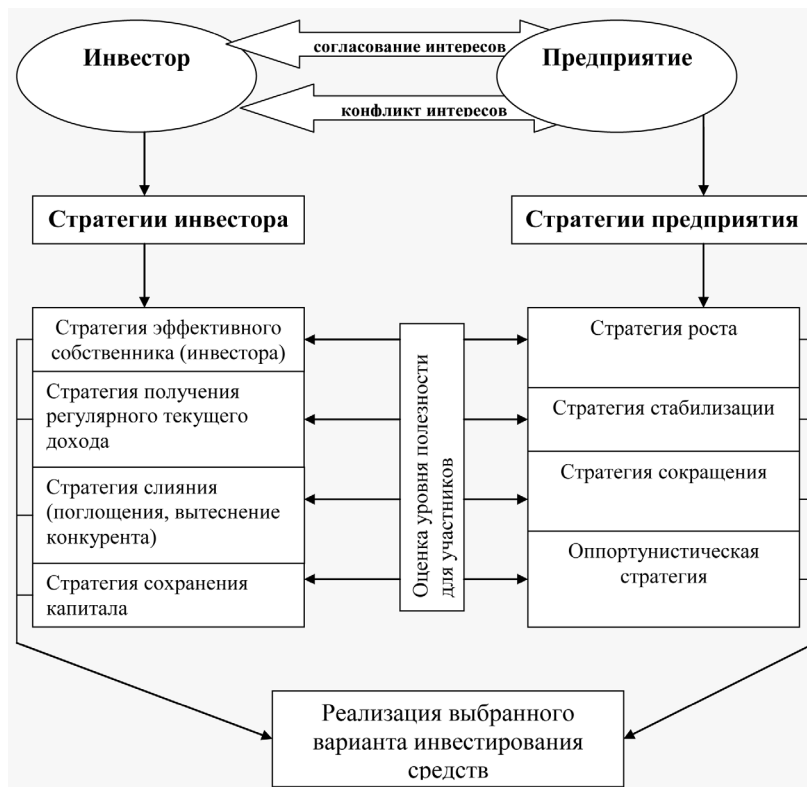 Инвестор
согласование интересов
Предприятие
конфликт интересов
Стратегии инвестора
Стратегии предприятия
Стратегия эффективного
собственника (инвестора)
Стратегия получения
регулярного текущего
дохода
Стратегия слияния
(поглощения, вытеснение
конкурента)
Стратегия сохранения
капитала
Оценка уровня полезности
для участников
Стратегия роста
Стратегия стабилизации
Стратегия сокращения
Оппортунистическая
стратегия
Реализация выбранного
варианта инвестирования
средств